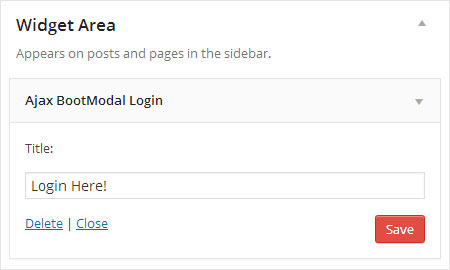 Widget Area
Appears on posts and pages in the sidebar.
Ajax BootModal Login
Title:
Login Here!
Delete | Close
Save